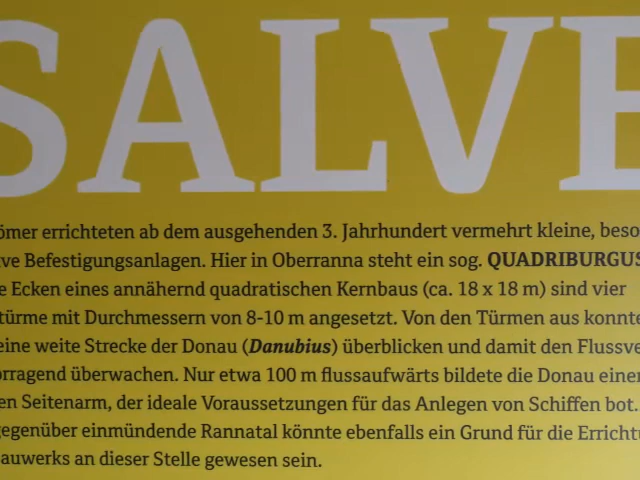 SALVE
ömer errichteten ab dem ausgehenden 3. Jahrhundert vermehrt kleine, beso
ve Befestigungsanlagen. Hier in Oberranna steht ein sog. QUADRIBURGUS
e Ecken eines annähernd quadratischen Kernbaus (ca. 18 x 18 m) sind vier
türme mit Durchmessern von 8-10 m angesetzt. Von den Türmen aus konnte
eine weite Strecke der Donau (Danubius) überblicken und damit den Flussve
rragend überwachen. Nur etwa 100 m flussaufwärts bildete die Donau einen
en Seitenarm, der ideale Voraussetzungen für das Anlegen von Schiffen bot.
gegenüber einmündende Rannatal könnte ebenfalls ein Grund für die Errichtu
auwerks an dieser Stelle gewesen sein.